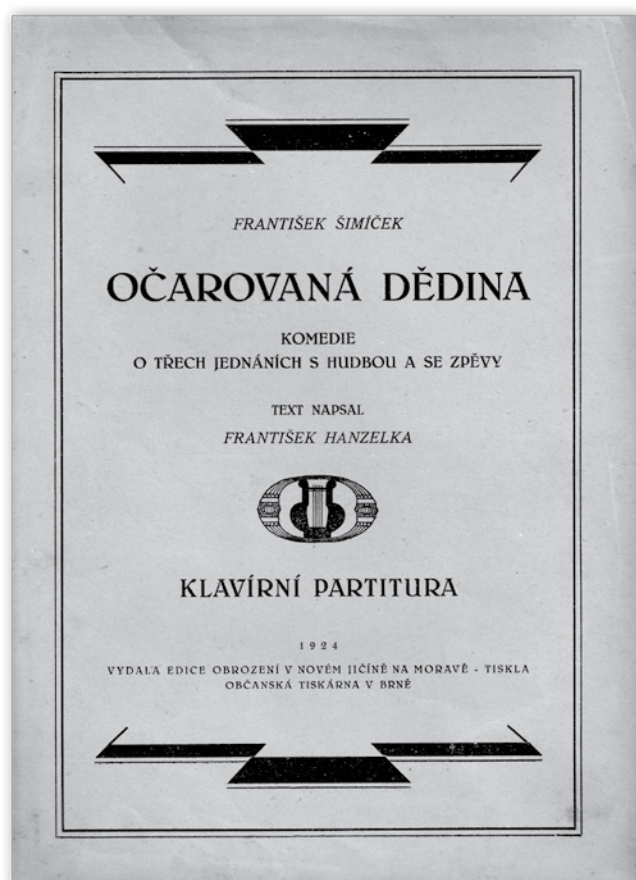 FRANTIŠEK ŠIMÍČEK
OČAROVANÁ DĚDINA
KOMEDIE
O TŘECH JEDNÁNÍCH S HUDBOU A SE ZPĚVY
TEXT NAPSAL
FRANTIŠEK HANZELKA
KLAVÍRNÍ PARTITURA
1924
VYDALA EDICE OBROZENÍ V NOVÉM JIČÍNĚ NA MORAVĚ - TISKLA
OBČANSKÁ TISKÁRNA V BRNĚ